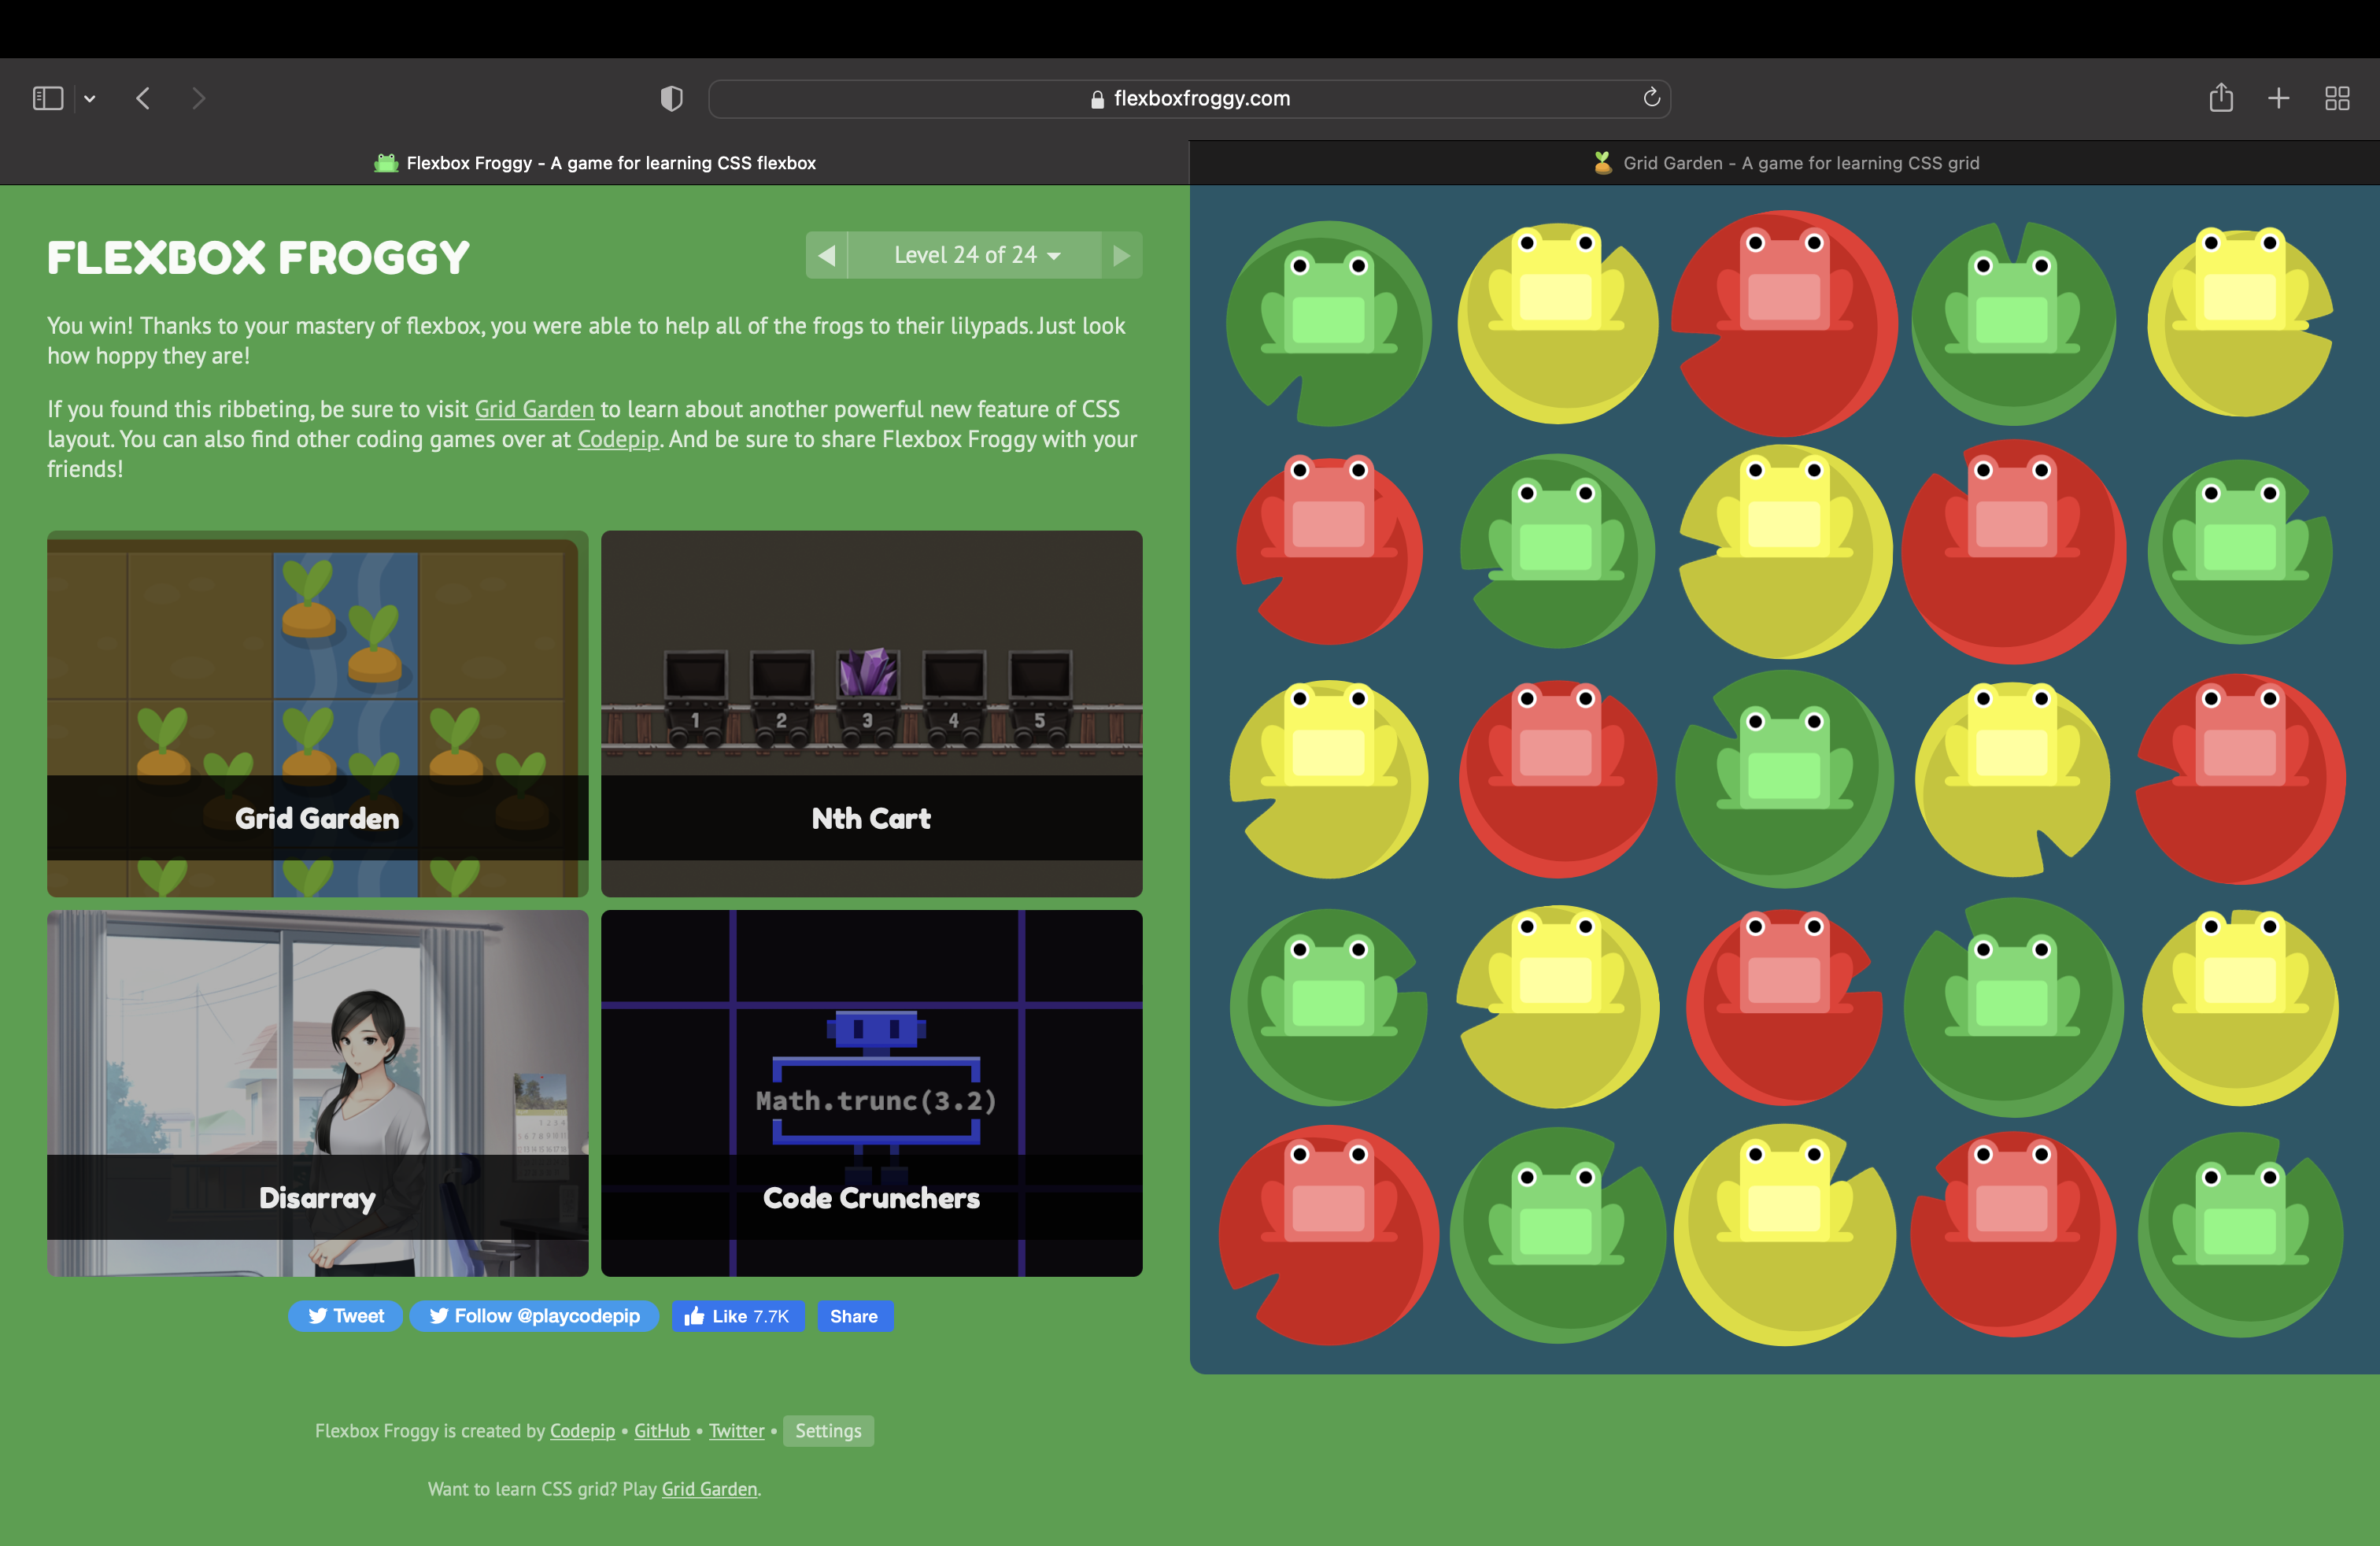 flexboxfroggy.com
Flexbox Froggy - A game for learning CSS flexbox
Grid Garden - A game for learning CSS grid
FLEXBOX FROGGY
Level 24 of 24
You win! Thanks to your mastery of flexbox, you were able to help all of the frogs to their lilypads. Just look
how hoppy they are!
If you found this ribbeting, be sure to visit Grid Garden to learn about another powerful new feature of CSS
layout. You can also find other coding games over at Codepip. And be sure to share Flexbox Froggy with your
friends!
Grid Garden
1 2 3 4 5
Nth Cart
Disarray
Math.trunc(3.2)
Code Crunchers
Tweet
Follow @playcodepip
Like 7.7K
Share
Flexbox Froggy is created by Codepip • GitHub • Twitter • Settings
Want to learn CSS grid? Play Grid Garden.